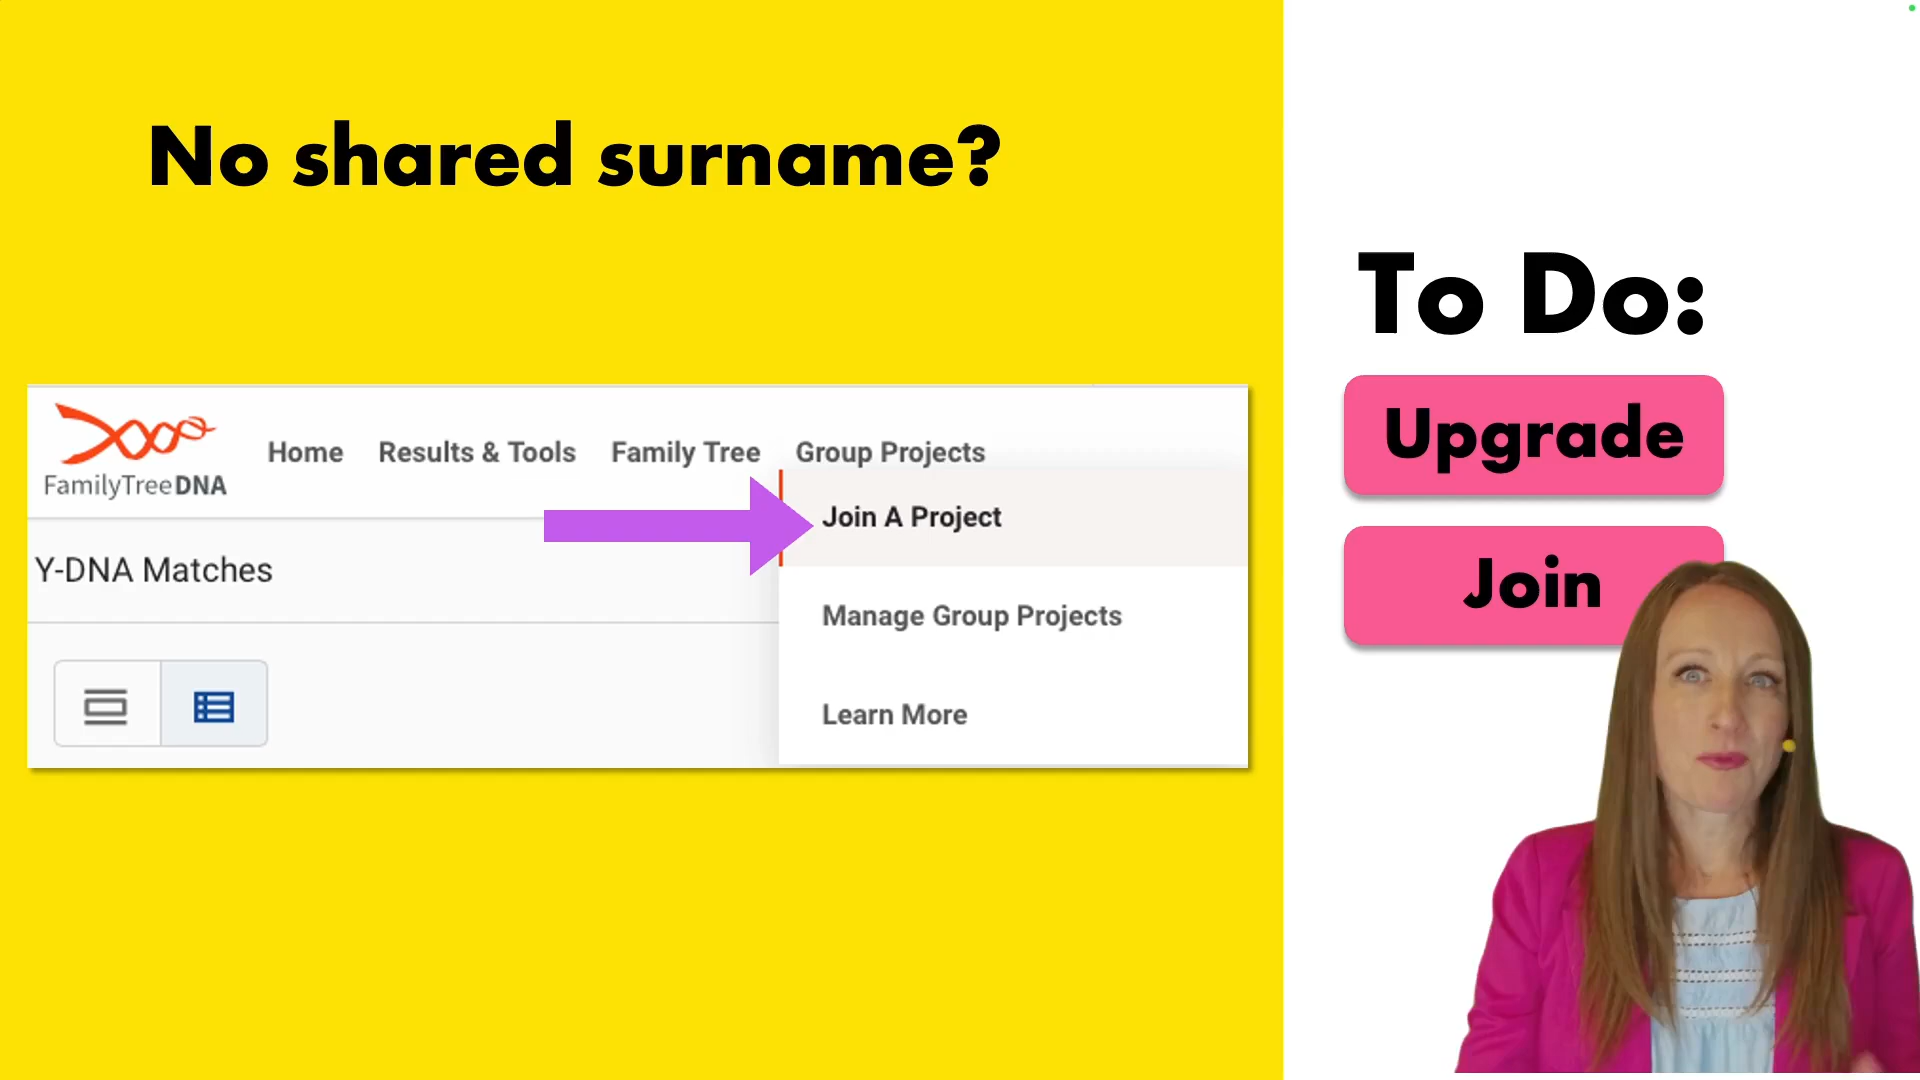 No shared surname?
FamilyTreeDNA
Home Results & Tools Family Tree Group Projects
Join A Project
Y-DNA Matches
Manage Group Projects
Learn More
To Do:
Upgrade
Join